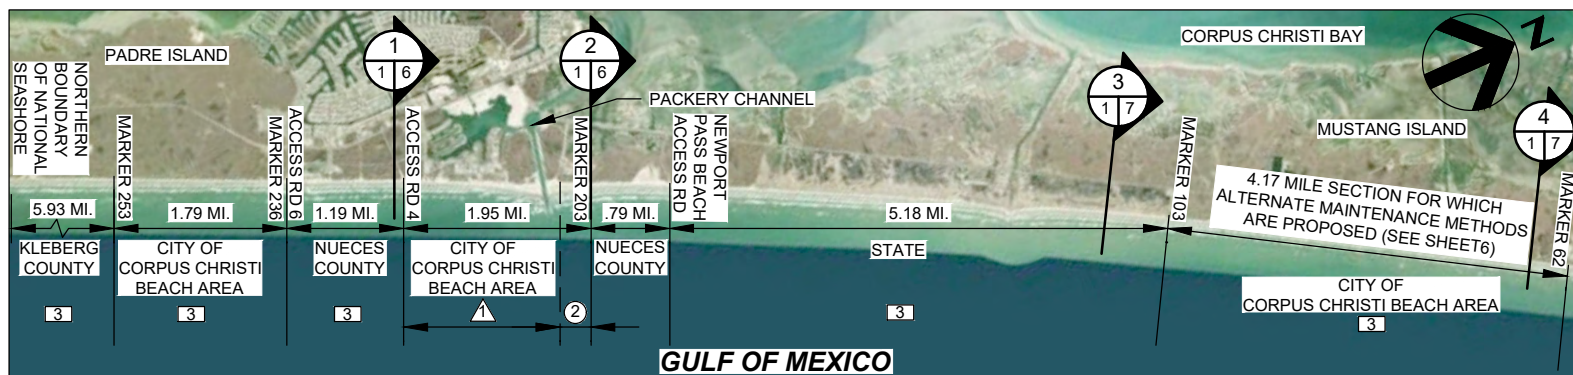 PADRE ISLAND
CORPUS CHRISTI BAY
N
1
1 6
2
1 6
3
1 7
4
1 7
PACKERY CHANNEL
MUSTANG ISLAND
NORTHERN
BOUNDARY
OF NATIONAL
SEASHORE
MARKER 253
ACCESS RD 6
MARKER 236
ACCESS RD 4
MARKER 203
NEWPORT
PASS BEACH
ACCESS RD
MARKER 103
MARKER 62
4.17 MILE SECTION FOR WHICH
ALTERNATE MAINTENANCE METHODS
ARE PROPOSED (SEE SHEET6)
5.93 MI.
1.79 MI.
1.19 MI.
1.95 MI.
.79 MI.
5.18 MI.
KLEBERG
COUNTY
CITY OF
CORPUS CHRISTI
BEACH AREA
NUECES
COUNTY
CITY OF
CORPUS CHRISTI
BEACH AREA
NUECES
COUNTY
STATE
CITY OF
CORPUS CHRISTI BEACH AREA
3
3
3
1
2
3
3
GULF OF MEXICO